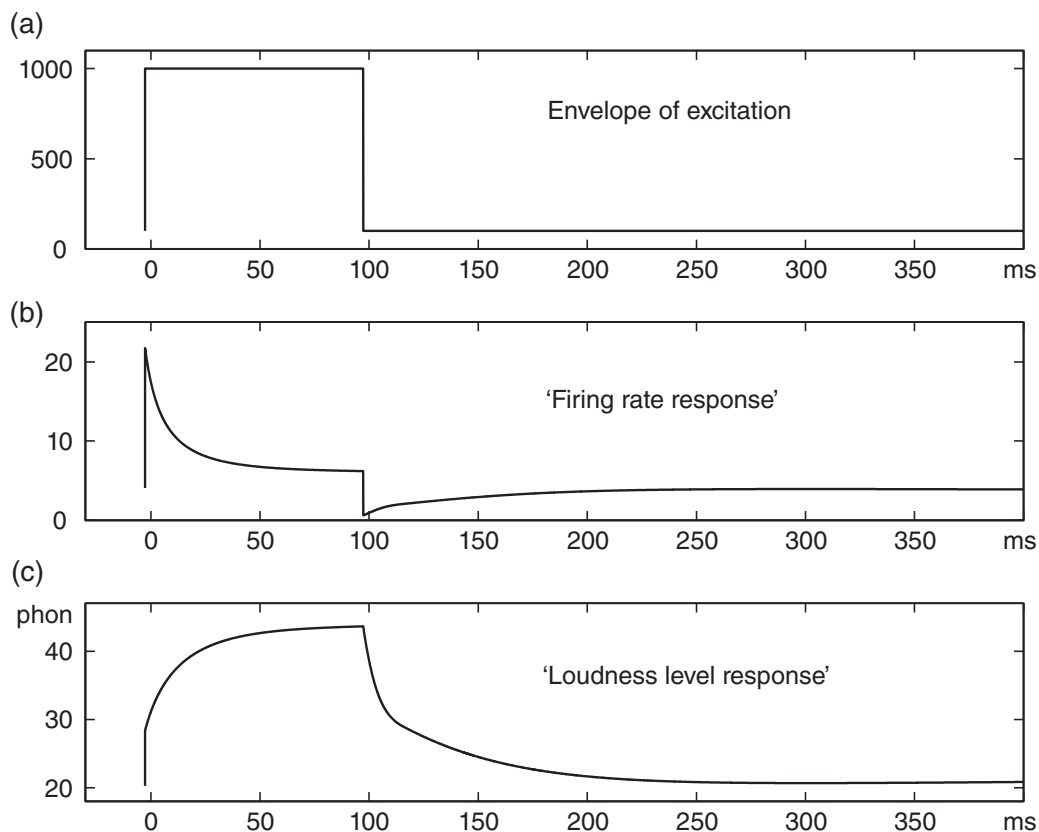 (a)
1000
500
0
Envelope of excitation
0 50 100 150 200 250 300 350 ms
(b)
20
10
0
‘Firing rate response’
0 50 100 150 200 250 300 350 ms
(c)
phon
40
30
20
‘Loudness level response’
0 50 100 150 200 250 300 350 ms